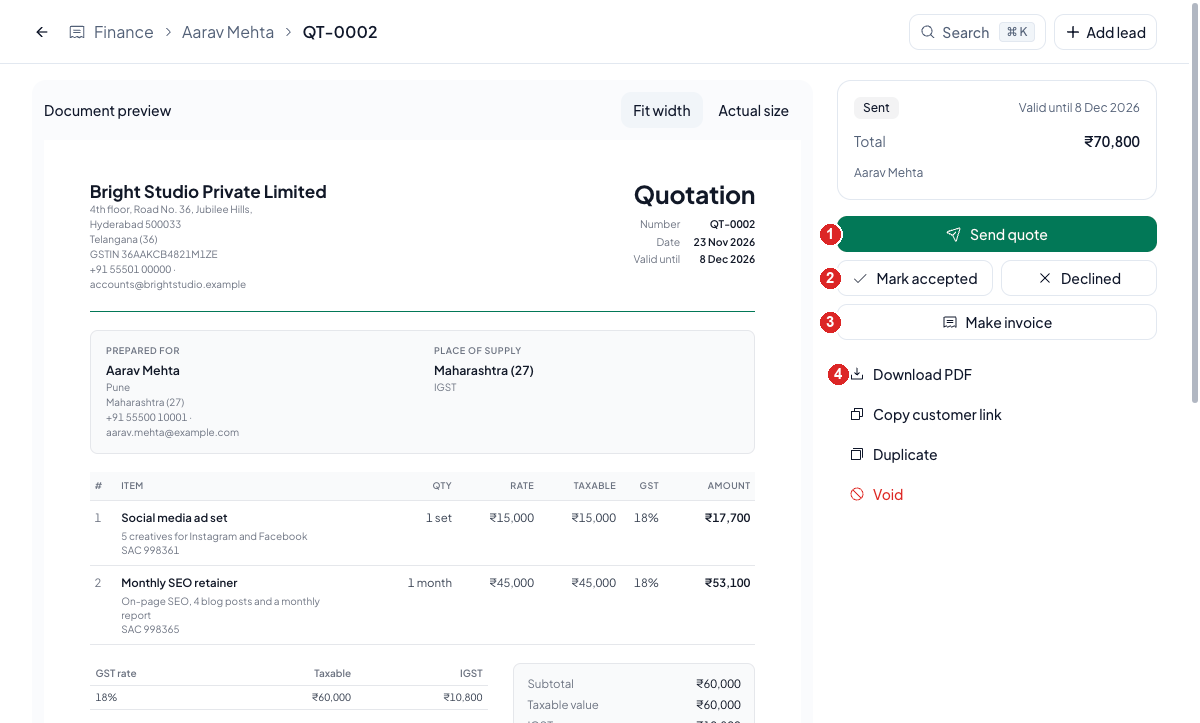 Finance > Aarav Mehta > QT-0002
Search ⌘ K
Add lead
Document preview
Fit width Actual size
Bright Studio Private Limited
4th floor, Road No. 36, Jubilee Hills,
Hyderabad 500033
Telangana (36)
GSTIN 36AAKCB4821M1ZE
+91 55501 00000 ·
accounts@brightstudio.example
Quotation
Number QT-0002
Date 23 Nov 2026
Valid until 8 Dec 2026
PREPARED FOR
Aarav Mehta
Pune
Maharashtra (27)
+91 55500 10001 ·
aarav.mehta@example.com
PLACE OF SUPPLY
Maharashtra (27)
IGST
# ITEM QTY RATE TAXABLE GST AMOUNT
1 Social media ad set 1 set ₹15,000 ₹15,000 18% ₹17,700
5 creatives for Instagram and Facebook
SAC 998361
2 Monthly SEO retainer 1 month ₹45,000 ₹45,000 18% ₹53,100
On-page SEO, 4 blog posts and a monthly
report
SAC 998365
GST rate Taxable IGST
18% ₹60,000 ₹10,800
Subtotal ₹60,000
Taxable value ₹60,000
Sent Valid until 8 Dec 2026
Total ₹70,800
Aarav Mehta
1 Send quote
2 Mark accepted Declined
3 Make invoice
4 Download PDF
Copy customer link
Duplicate
Void